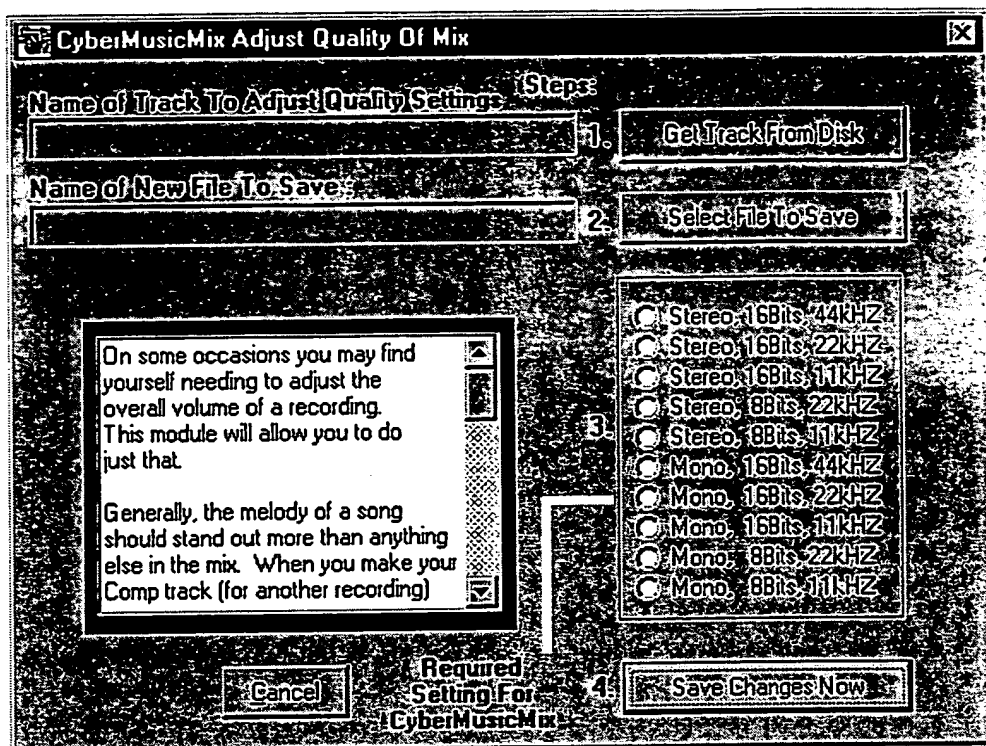 CyberMusicMix Adjust Quality Of Mix
Steps:
Name of Track To Adjust Quality Settings
1.
Get Track From Disk
Name of New File To Save
2.
Select File To Save
On some occasions you may find
yourself needing to adjust the
overall volume of a recording.
This module will allow you to do
just that.
Generally, the melody of a song
should stand out more than anything
else in the mix. When you make your
Comp track (for another recording)
3.
Stereo, 16Bits, 44kHZ
Stereo, 16Bits, 22kHZ
Stereo, 16Bits, 11kHZ
Stereo, 8Bits, 22kHZ
Stereo, 8Bits, 11kHZ
Mono, 16Bits, 44kHZ
Mono, 16Bits, 22kHZ
Mono, 16Bits, 11kHZ
Mono, 8Bits, 22kHZ
Mono, 8Bits, 11kHZ
Cancel
Required
Setting For
CyberMusicMix
4.
Save Changes Now